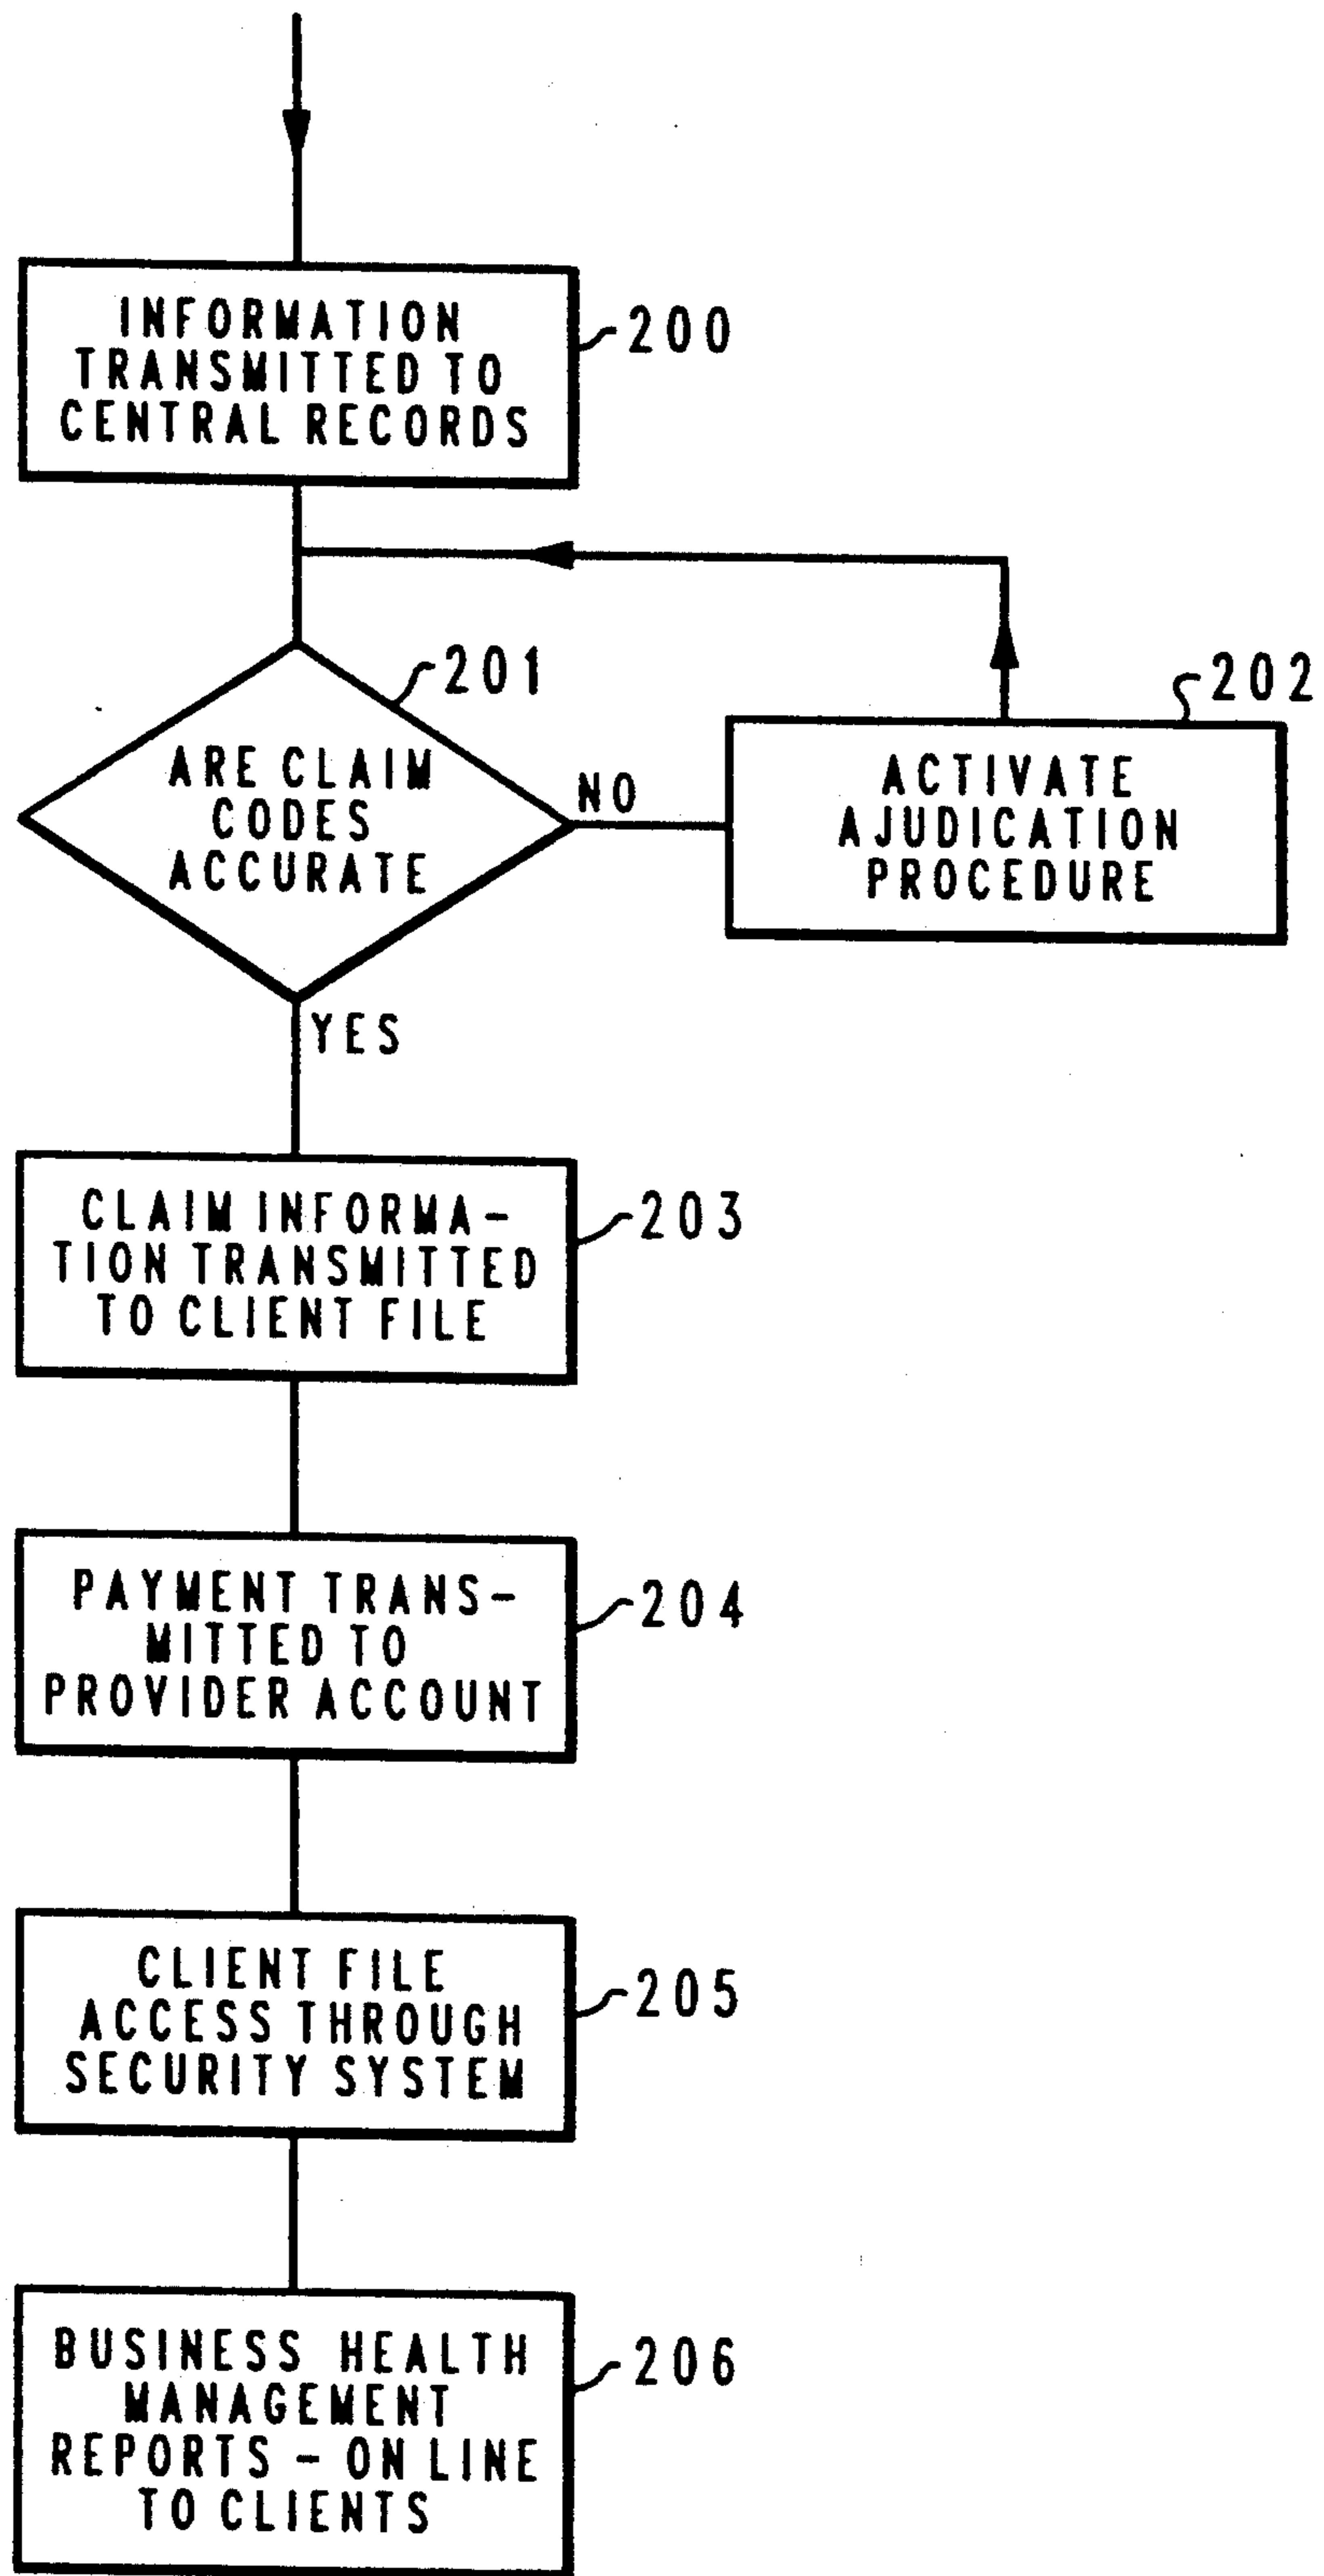 INFORMATION
TRANSMITTED TO
CENTRAL RECORDS
200
201
ARE CLAIM
CODES
ACCURATE
NO
202
ACTIVATE
AJUDICATION
PROCEDURE
YES
CLAIM INFORMA-
TION TRANSMITTED
TO CLIENT FILE
203
PAYMENT TRANS-
MITTED TO
PROVIDER ACCOUNT
204
CLIENT FILE
ACCESS THROUGH
SECURITY SYSTEM
205
BUSINESS HEALTH
MANAGEMENT
REPORTS - ON LINE
TO CLIENTS
206